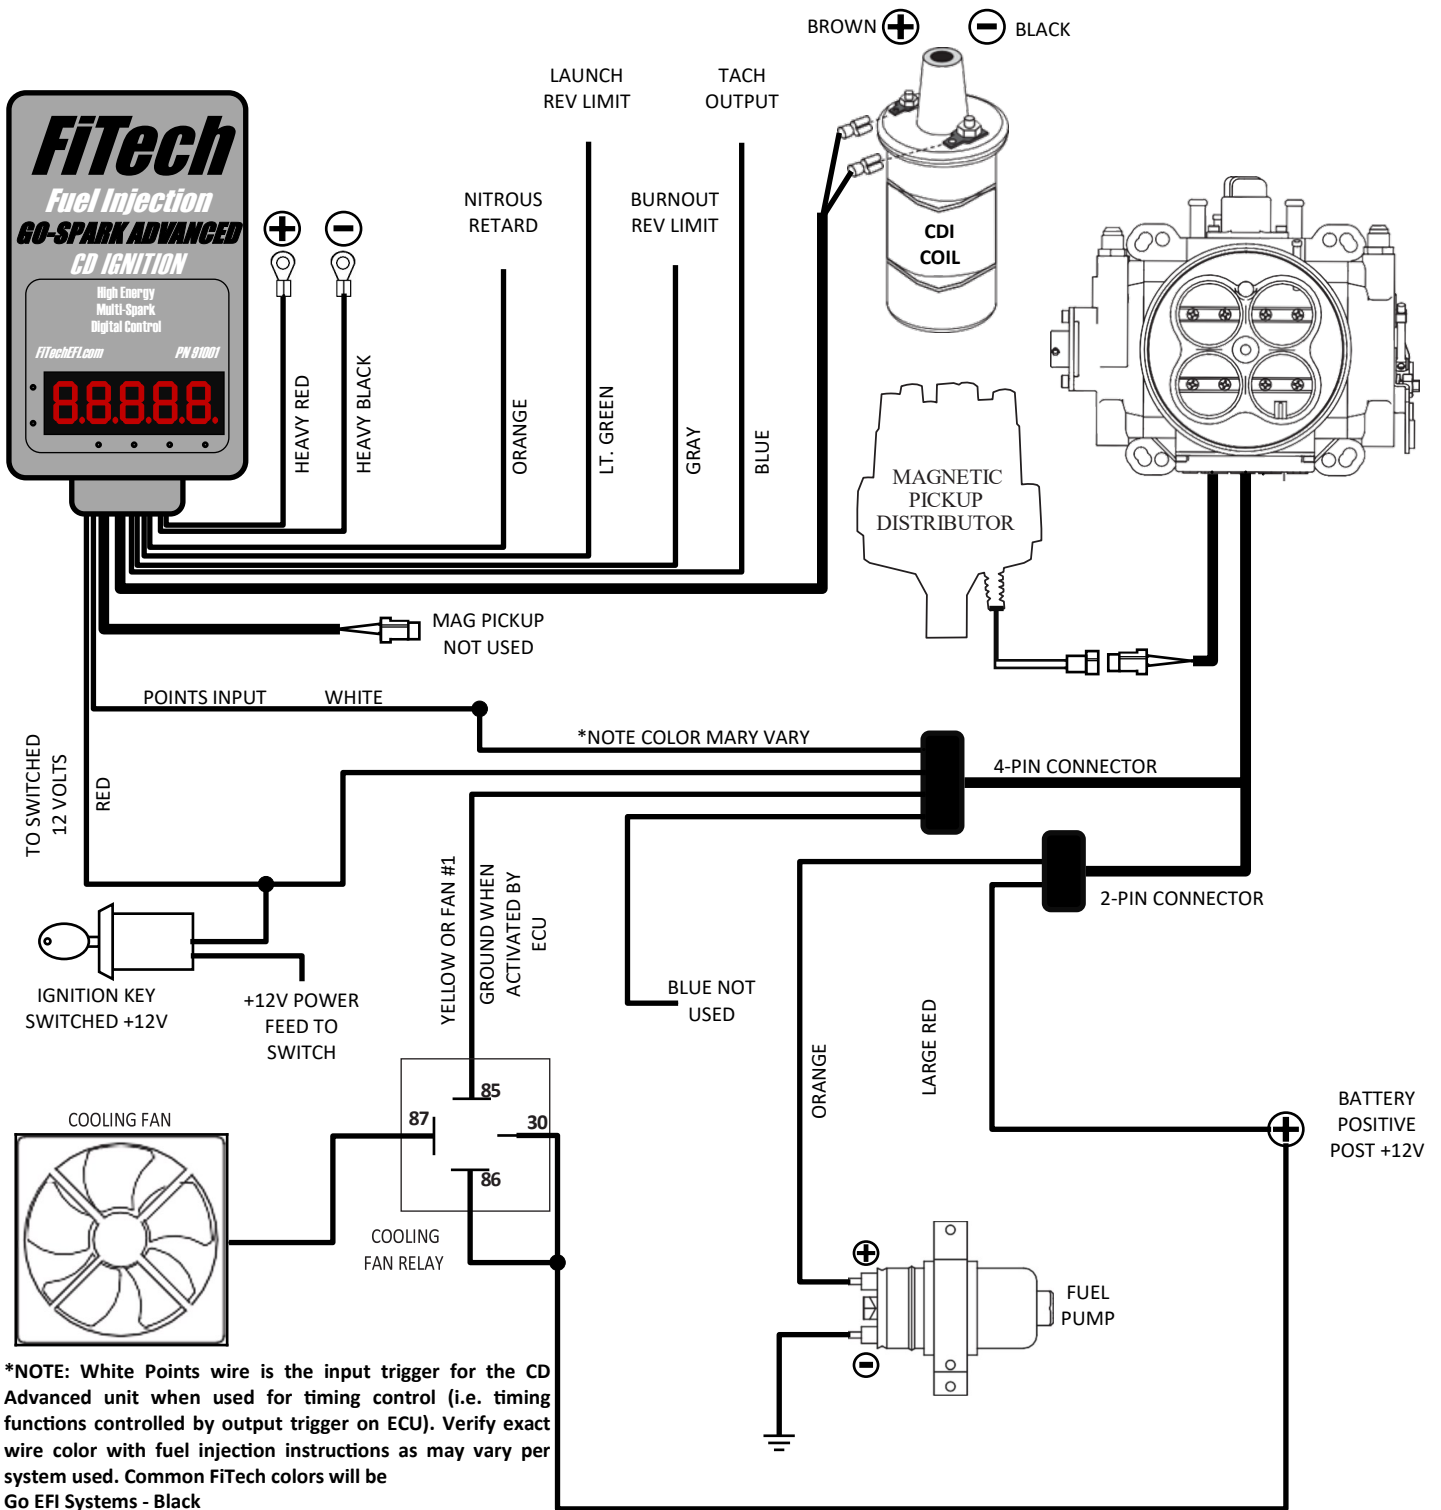 BROWN + - BLACK
LAUNCH
REV LIMIT
TACH
OUTPUT
FiTech
Fuel Injection
GO-SPARK ADVANCED
CD IGNITION
High Energy
Multi-Spark
Digital Control
FiTechEFI.com PN 91001
88888.
+ -
NITROUS
RETARD
BURNOUT
REV LIMIT
CDI
COIL
HEAVY RED
HEAVY BLACK
ORANGE
LT. GREEN
GRAY
BLUE
MAGNETIC
PICKUP
DISTRIBUTOR
MAG PICKUP
NOT USED
POINTS INPUT WHITE
*NOTE COLOR MARY VARY
4-PIN CONNECTOR
TO SWITCHED
12 VOLTS
RED
2-PIN CONNECTOR
IGNITION KEY
SWITCHED +12V
+12V POWER
FEED TO
SWITCH
YELLOW OR FAN #1
GROUND WHEN
ACTIVATED BY
ECU
BLUE NOT
USED
ORANGE
LARGE RED
BATTERY
POSITIVE
POST +12V
+
COOLING FAN
85
87
30
86
COOLING
FAN RELAY
+
-
FUEL
PUMP
*NOTE: White Points wire is the input trigger for the CD
Advanced unit when used for timing control (i.e. timing
functions controlled by output trigger on ECU). Verify exact
wire color with fuel injection instructions as may vary per
system used. Common FiTech colors will be
Go EFI Systems - Black